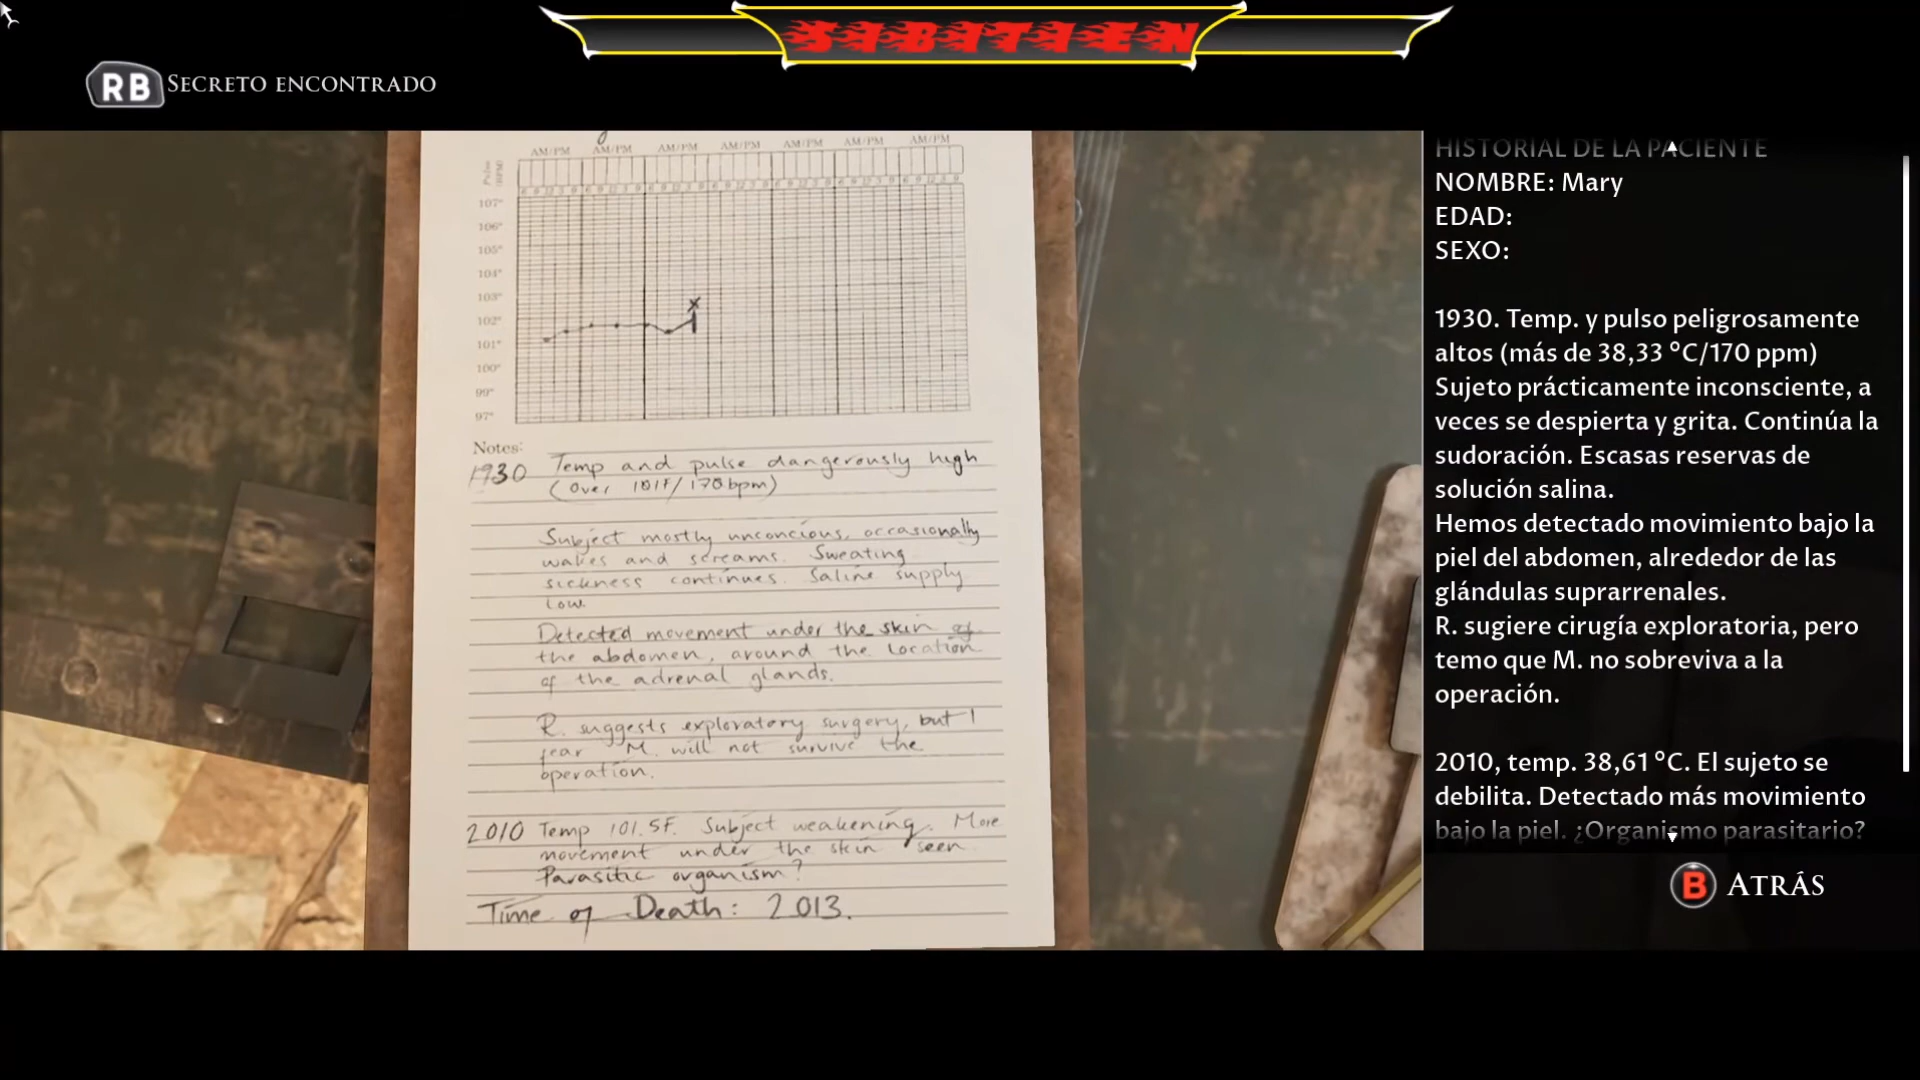 SIBITIEN
RB SECRETO ENCONTRADO
AM/PM AM/PM AM/PM AM/PM AM/PM AM/PM AM/PM
Pulse
(BPM)
107°
106°
105°
104°
103°
102°
101°
100°
99°
97°
Notes:
1930 Temp and pulse dangerously high
(Over 101F/170bpm)
Subject mostly unconcious, occasionally
wakes and screams. Sweating
sickness continues. Saline supply
low.
Detected movement under the skin of
the abdomen, around the location
of the adrenal glands.
R. suggests exploratory surgery, but I
fear M. will not survive the
operation.
2010 Temp 101.5F. Subject weakening. More
movement under the skin seen
Parasitic organism?
Time of Death: 2013.
HISTORIAL DE LA PACIENTE
NOMBRE: Mary
EDAD:
SEXO:
1930. Temp. y pulso peligrosamente
altos (más de 38,33 °C/170 ppm)
Sujeto prácticamente inconsciente, a
veces se despierta y grita. Continúa la
sudoración. Escasas reservas de
solución salina.
Hemos detectado movimiento bajo la
piel del abdomen, alrededor de las
glándulas suprarrenales.
R. sugiere cirugía exploratoria, pero
temo que M. no sobreviva a la
operación.
2010, temp. 38,61 °C. El sujeto se
debilita. Detectado más movimiento
bajo la piel. ¿Organismo parasitario?
B ATRÁS